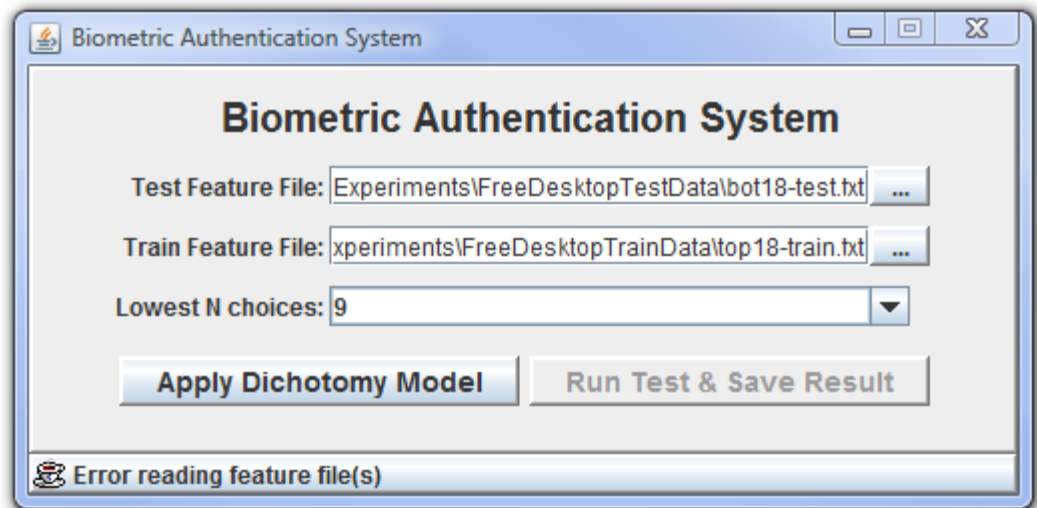 Biometric Authentication System
Biometric Authentication System
Test Feature File: Experiments\FreeDesktopTestData\bot18-test.txt ...
Train Feature File: xperiments\FreeDesktopTrainData\top18-train.txt ...
Lowest N choices: 9
Apply Dichotomy Model Run Test & Save Result
Error reading feature file(s)